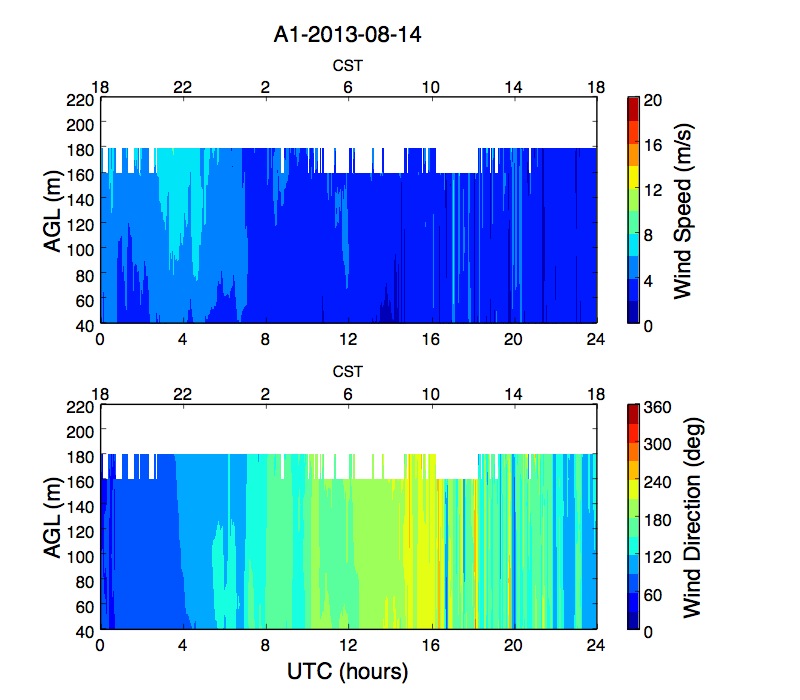 A1-2013-08-14
CST
18 22 2 6 10 14 18
220
200
180
160
140
120
100
80
60
40
AGL (m)
0 4 8 12 16 20 24
20
16
12
8
4
0
Wind Speed (m/s)
CST
18 22 2 6 10 14 18
220
200
180
160
140
120
100
80
60
40
AGL (m)
0 4 8 12 16 20 24
UTC (hours)
360
300
240
180
120
60
0
Wind Direction (deg)